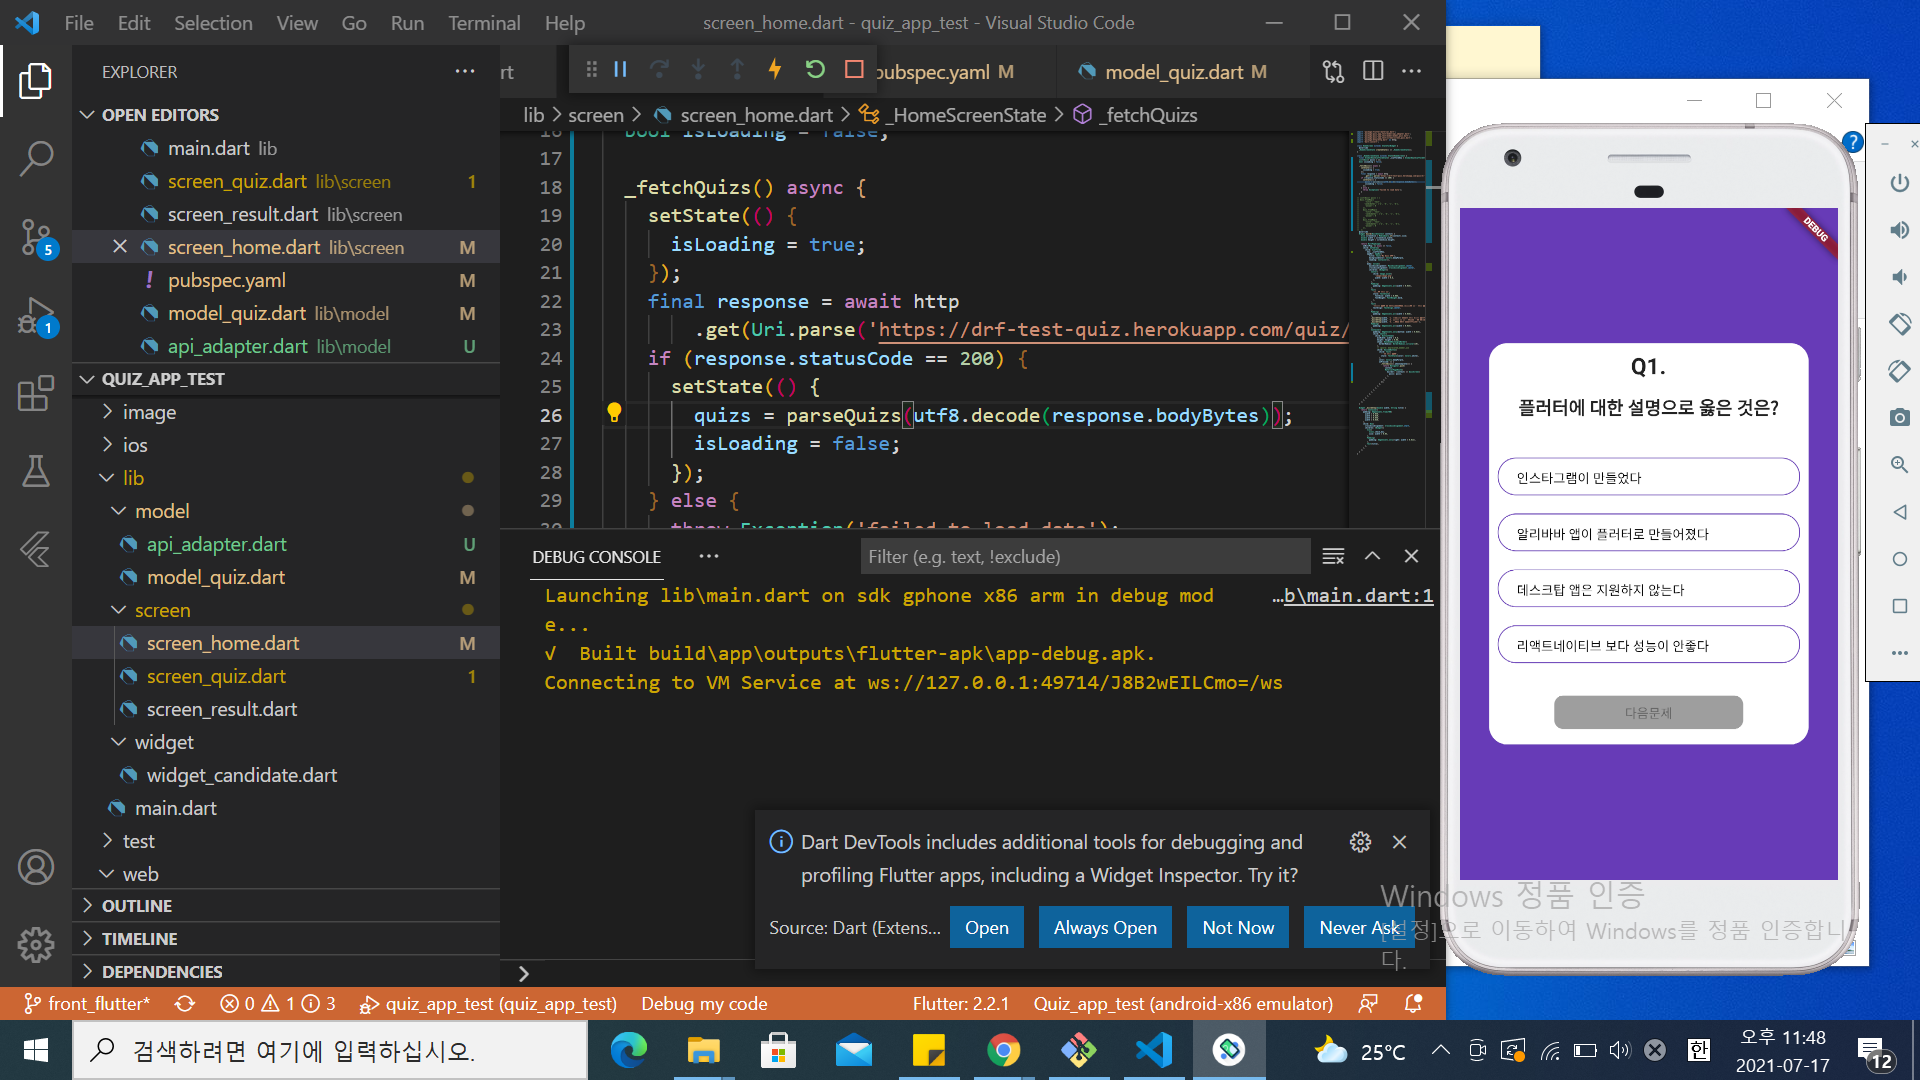 File Edit Selection View Go Run Terminal Help
screen_home.dart - quiz_app_test - Visual Studio Code
EXPLORER
OPEN EDITORS
main.dart lib
screen_quiz.dart lib\screen 1
screen_result.dart lib\screen
screen_home.dart lib\screen M
! pubspec.yaml M
model_quiz.dart lib\model M
api_adapter.dart lib\model U
QUIZ_APP_TEST
image
ios
lib
model
api_adapter.dart U
model_quiz.dart M
screen
screen_home.dart M
screen_quiz.dart 1
screen_result.dart
widget
widget_candidate.dart
main.dart
test
web
OUTLINE
TIMELINE
DEPENDENCIES
5
1
rt
pubspec.yaml M
model_quiz.dart M
lib > screen > screen_home.dart > _HomeScreenState > _fetchQuizs
16 bool isLoading = false;
17
18 _fetchQuizs() async {
19 setState(() {
20 isLoading = true;
21 });
22 final response = await http
23 .get(Uri.parse('https://drf-test-quiz.herokuapp.com/quiz/
24 if (response.statusCode == 200) {
25 setState(() {
26 quizs = parseQuizs(utf8.decode(response.bodyBytes));
27 isLoading = false;
28 });
29 } else {
30 throw Exception('failed to load data');
DEBUG CONSOLE
Filter (e.g. text, !exclude)
Launching lib\main.dart on sdk gphone x86 arm in debug mod …b\main.dart:1
e...
√ Built build\app\outputs\flutter-apk\app-debug.apk.
Connecting to VM Service at ws://127.0.0.1:49714/J8B2wEILCmo=/ws
Dart DevTools includes additional tools for debugging and
profiling Flutter apps, including a Widget Inspector. Try it?
Source: Dart (Extens... Open Always Open Not Now Never Ask
front_flutter* 0 1 3 quiz_app_test (quiz_app_test) Debug my code Flutter: 2.2.1 Quiz_app_test (android-x86 emulator)
DEBUG
Q1.
플러터에 대한 설명으로 옳은 것은?
인스타그램이 만들었다
알리바바 앱이 플러터로 만들어졌다
데스크탑 앱은 지원하지 않는다
리액트네이티브 보다 성능이 안좋다
다음문제
?
Windows 정품 인증
[설정]으로 이동하여 Windows를 정품 인증합니
다.
검색하려면 여기에 입력하십시오.
25°C
한
오후 11:48
2021-07-17
12